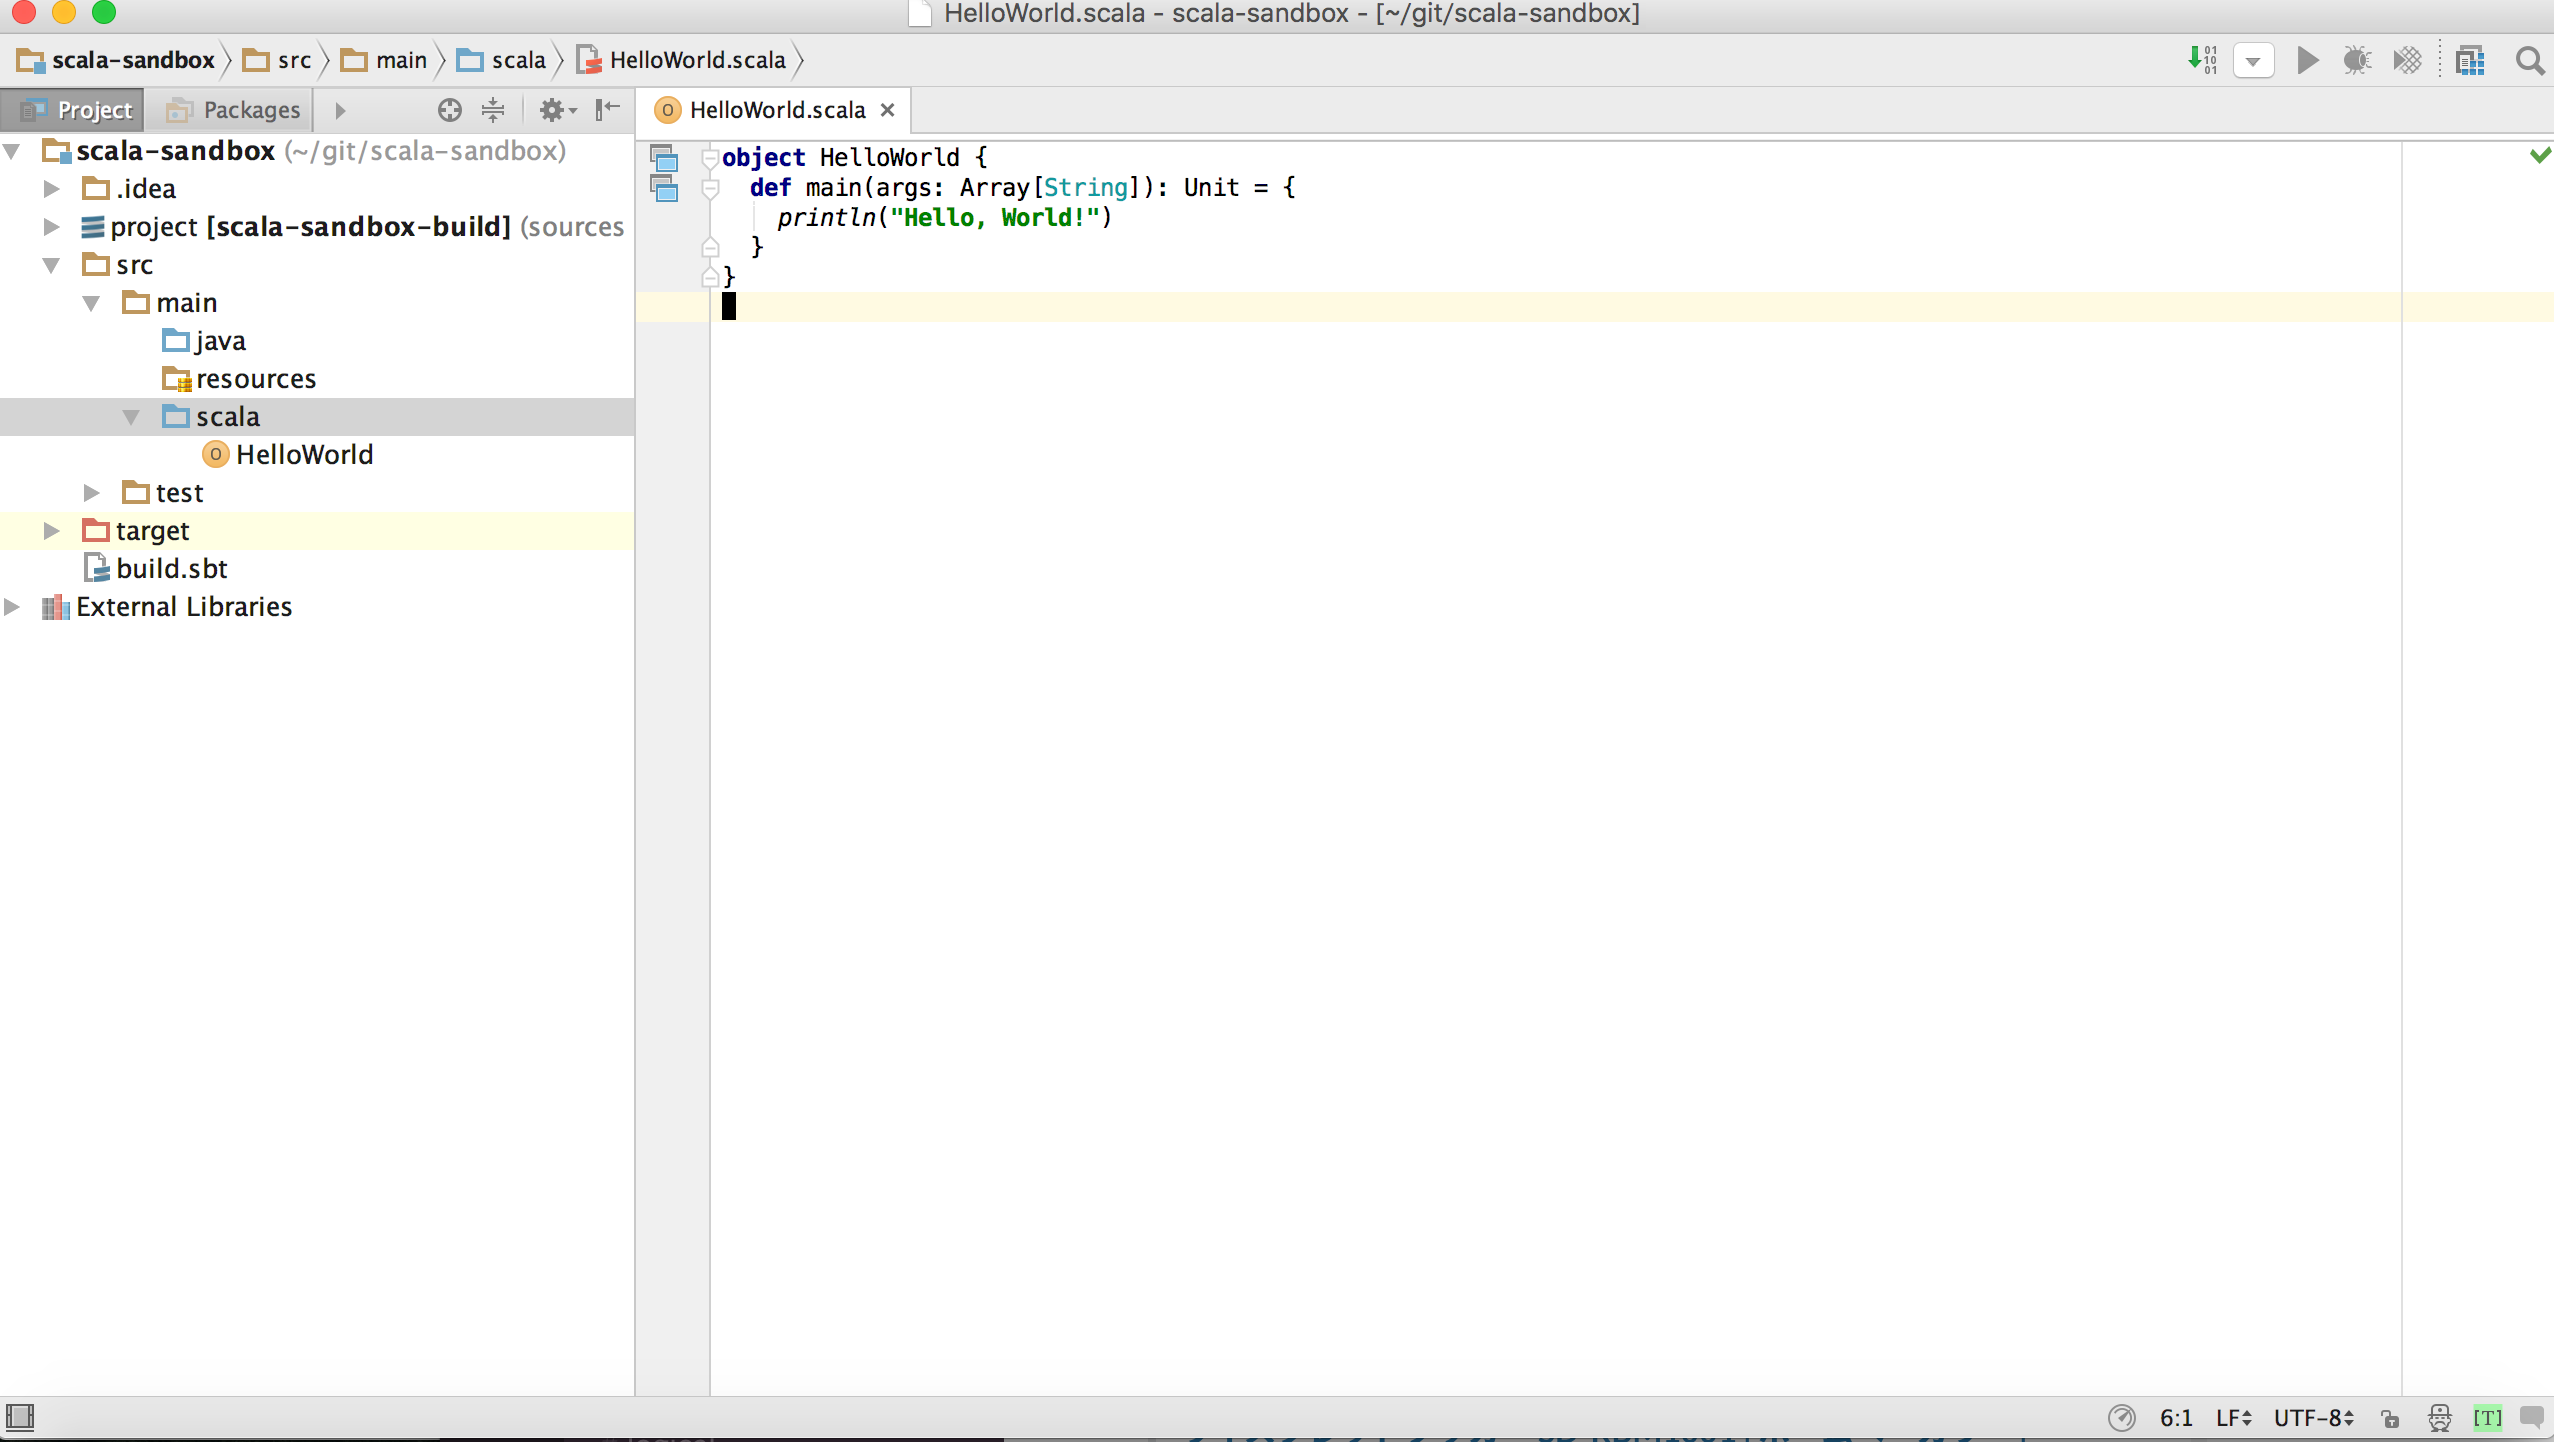 HelloWorld.scala - scala-sandbox - [~/git/scala-sandbox]
scala-sandbox src main scala HelloWorld.scala
Project Packages
HelloWorld.scala
scala-sandbox (~/git/scala-sandbox)
.idea
project [scala-sandbox-build] (sources
src
main
java
resources
scala
HelloWorld
test
target
build.sbt
External Libraries
object HelloWorld {
def main(args: Array[String]): Unit = {
println("Hello, World!")
}
}
6:1 LF UTF-8 [T]